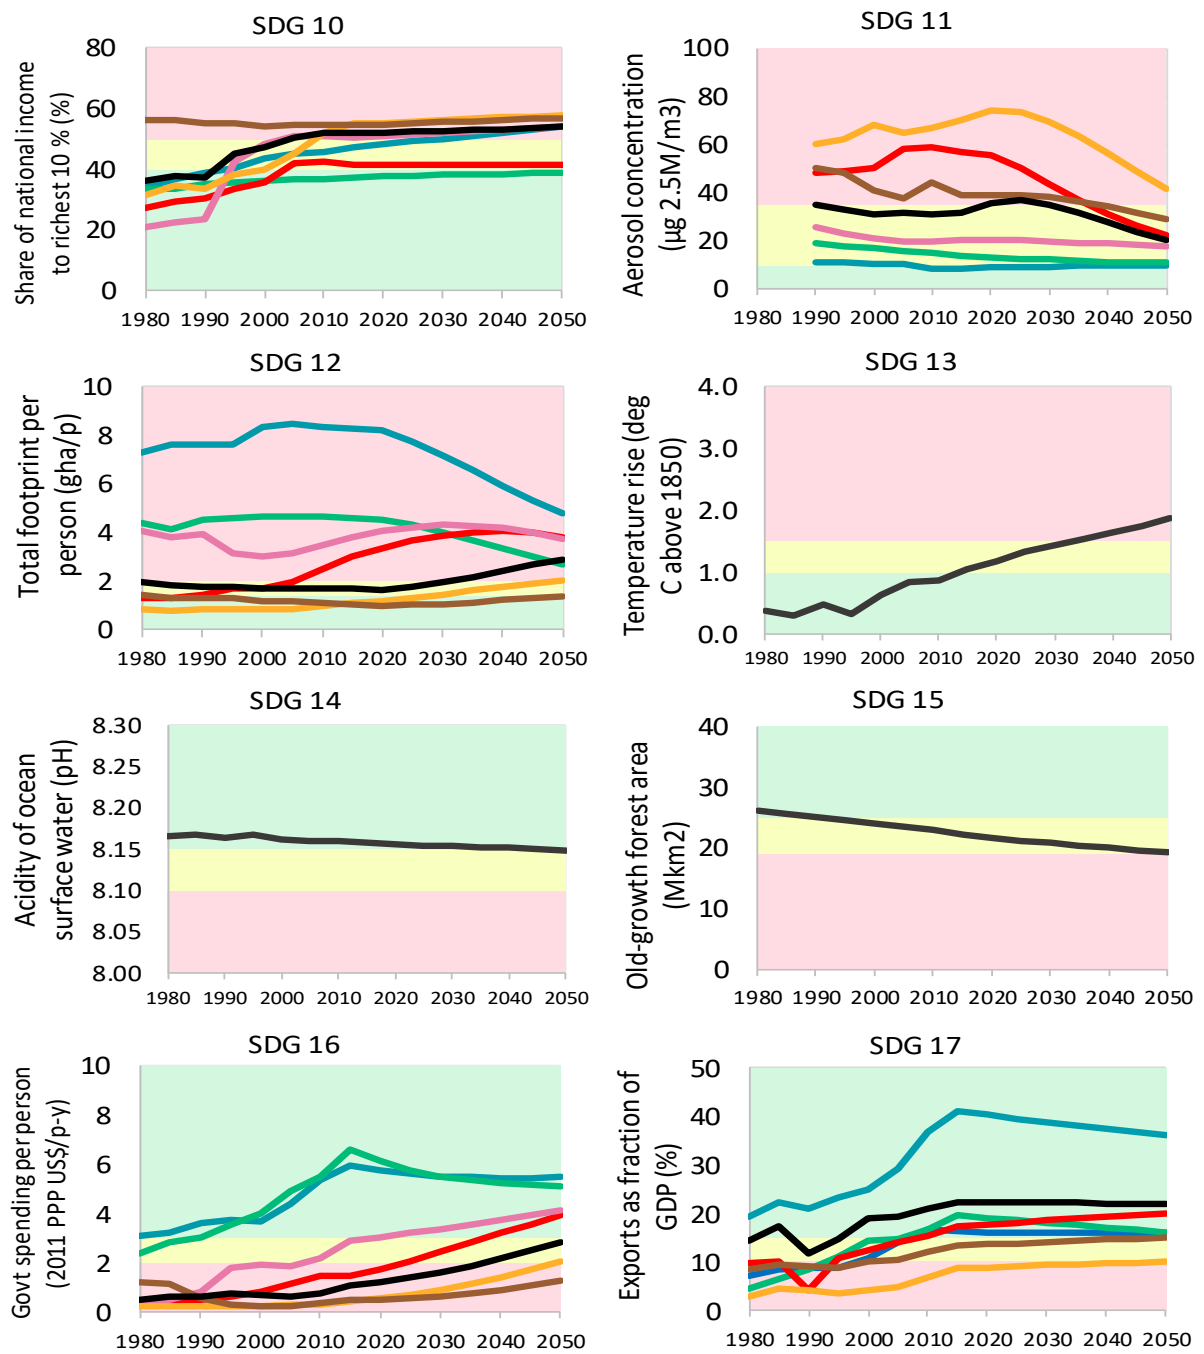 SDG 10
Share of national income
to richest 10 % (%)
80
60
40
20
0
1980 1990 2000 2010 2020 2030 2040 2050
SDG 11
Aerosol concentration
(µg 2.5M/m3)
100
80
60
40
20
0
1980 1990 2000 2010 2020 2030 2040 2050
SDG 12
Total footprint per
person (gha/p)
10
8
6
4
2
0
1980 1990 2000 2010 2020 2030 2040 2050
SDG 13
Temperature rise (deg
C above 1850)
4.0
3.0
2.0
1.0
0.0
1980 1990 2000 2010 2020 2030 2040 2050
SDG 14
Acidity of ocean
surface water (pH)
8.30
8.25
8.20
8.15
8.10
8.05
8.00
1980 1990 2000 2010 2020 2030 2040 2050
SDG 15
Old-growth forest area
(Mkm2)
40
30
20
10
0
1980 1990 2000 2010 2020 2030 2040 2050
SDG 16
Govt spending per person
(2011 PPP US$/p-y)
10
8
6
4
2
0
1980 1990 2000 2010 2020 2030 2040 2050
SDG 17
Exports as fraction of
GDP (%)
50
40
30
20
10
0
1980 1990 2000 2010 2020 2030 2040 2050